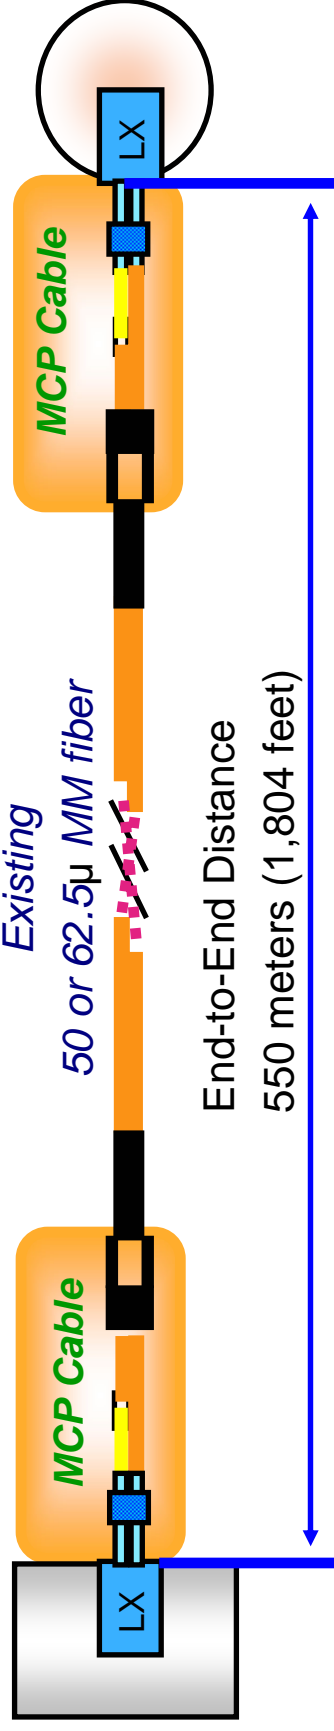 LX
MCP Cable
Existing
50 or 62.5µ MM fiber
End-to-End Distance
550 meters (1,804 feet)
MCP Cable
LX